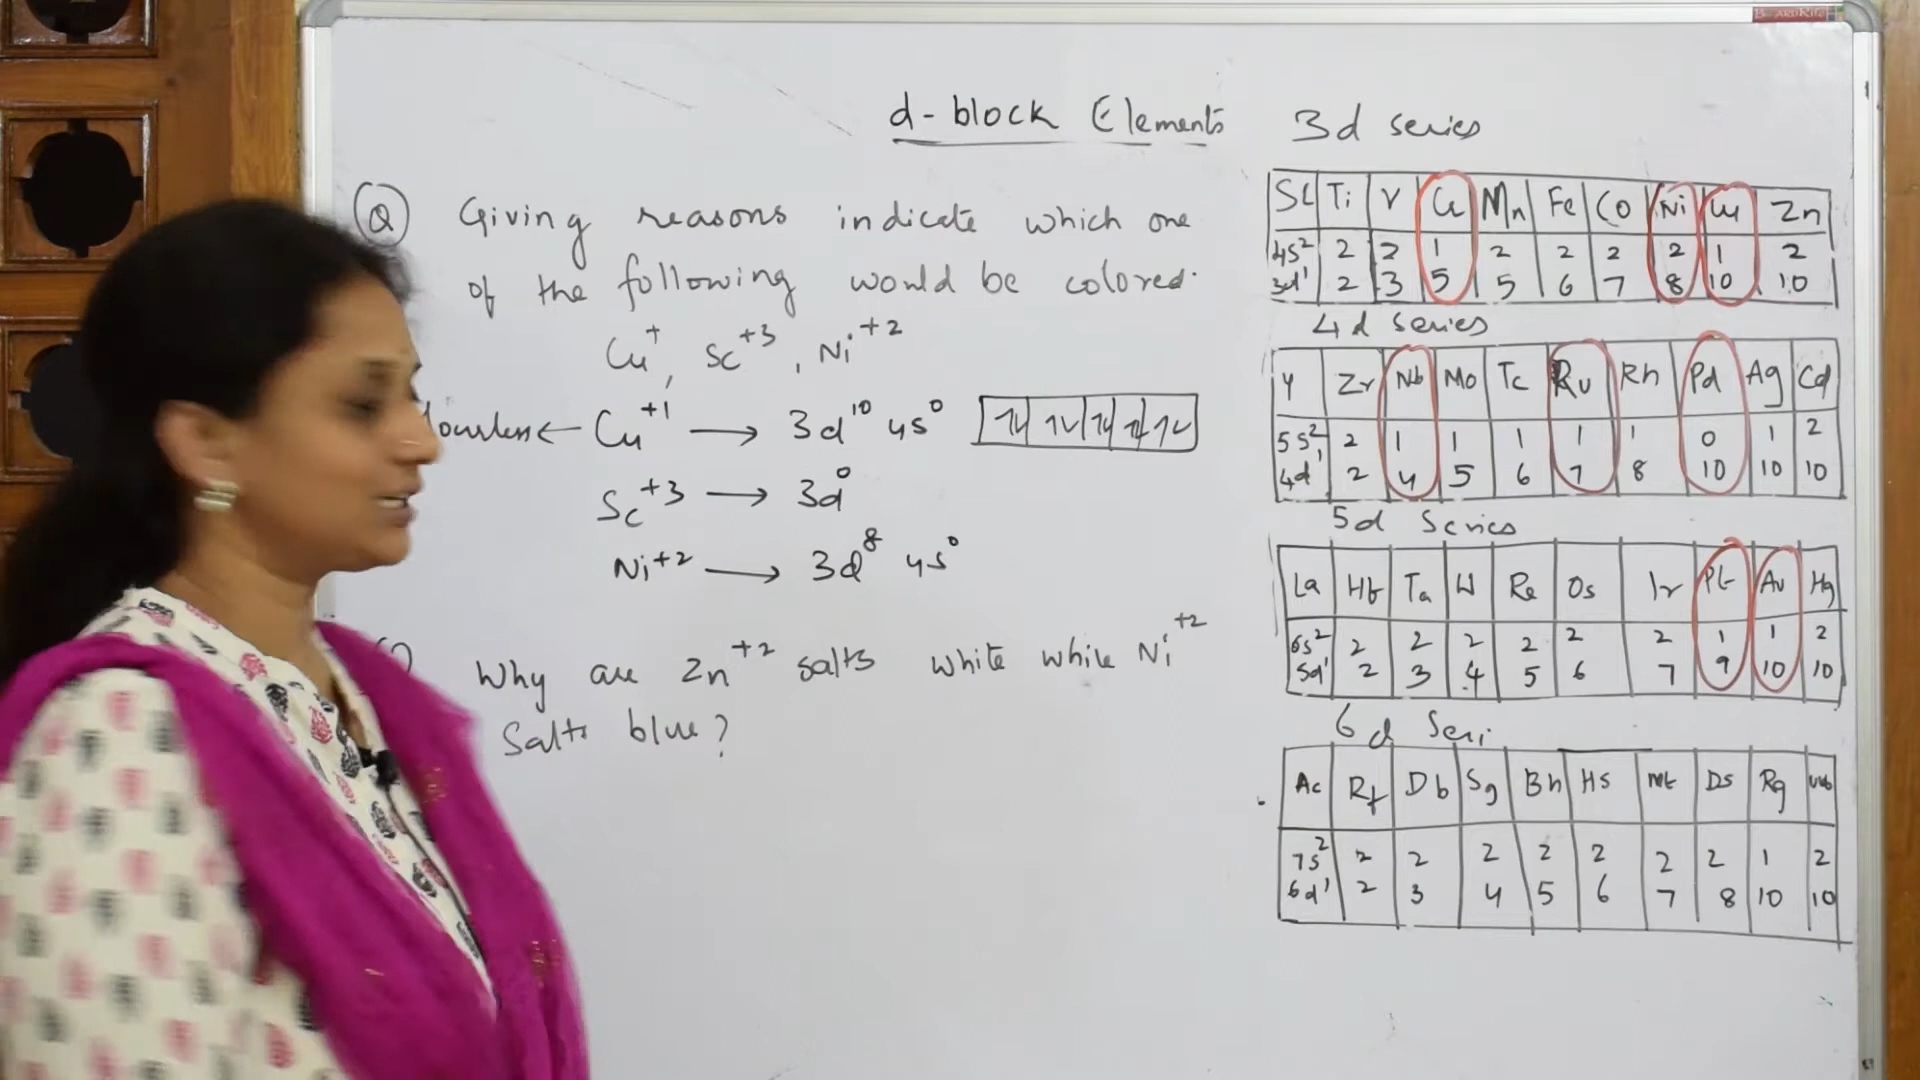 d-block Elements
Q Giving reasons indicate which one
of the following would be colored.
Cu+, Sc+3, Ni+2
ourless ← Cu+1 → 3d10 4s0
Sc+3 → 3d0
Ni+2 → 3d8 4s0
Why are Zn+2 salts white while Ni+2
Salts blue?
3d series
Sc Ti V Cr Mn Fe Co Ni Cu Zn
4s2 2 2 1 2 2 2 2 1 2
3d1 2 3 5 5 6 7 8 10 10
4d series
Y Zr Nb Mo Tc Ru Rh Pd Ag Cd
5s2 2 1 1 1 1 1 0 1 2
4d1 2 4 5 6 7 8 10 10 10
5d Series
La Hf Ta W Re Os Ir Pt Au Hg
6s2 2 2 2 2 2 2 1 1 2
5d1 2 3 4 5 6 7 9 10 10
6d Seri
Ac Rf Db Sg Bh Hs Mt Ds Rg Uub
7s2 2 2 2 2 2 2 2 1 2
6d1 2 3 4 5 6 7 8 10 10